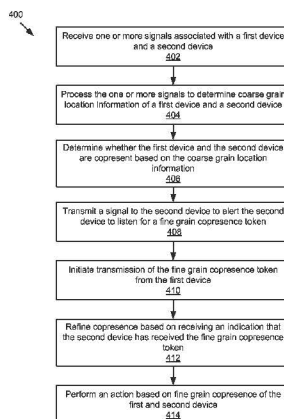 400
Receive one or more signals associated with a first device
and a second device
402
Process the one or more signals to determine coarse grain
location information of a first device and a second device
404
Determine whether the first device and the second device
are copresent based on the coarse grain location
information
406
Transmit a signal to the second device to alert the second
device to listen for a fine grain copresence token
408
Initiate transmission of the fine grain copresence token
from the first device
410
Refine copresence based on receiving an indication that
the second device has received the fine grain copresence
token
412
Perform an action based on fine grain copresence of the
first and second device
414